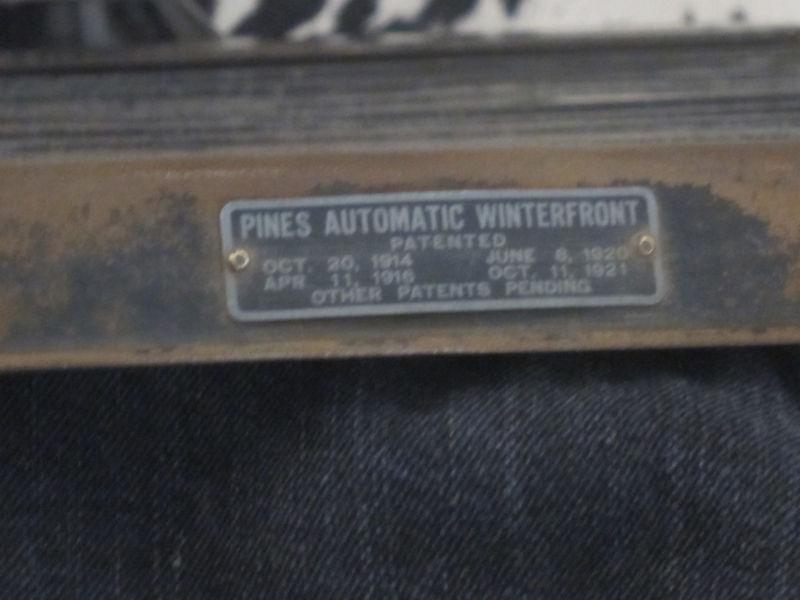 PINES AUTOMATIC WINTERFRONT
PATENTED
OCT. 20, 1914 JUNE 8, 1920
APR. 11, 1916 OCT. 11, 1921
OTHER PATENTS PENDING